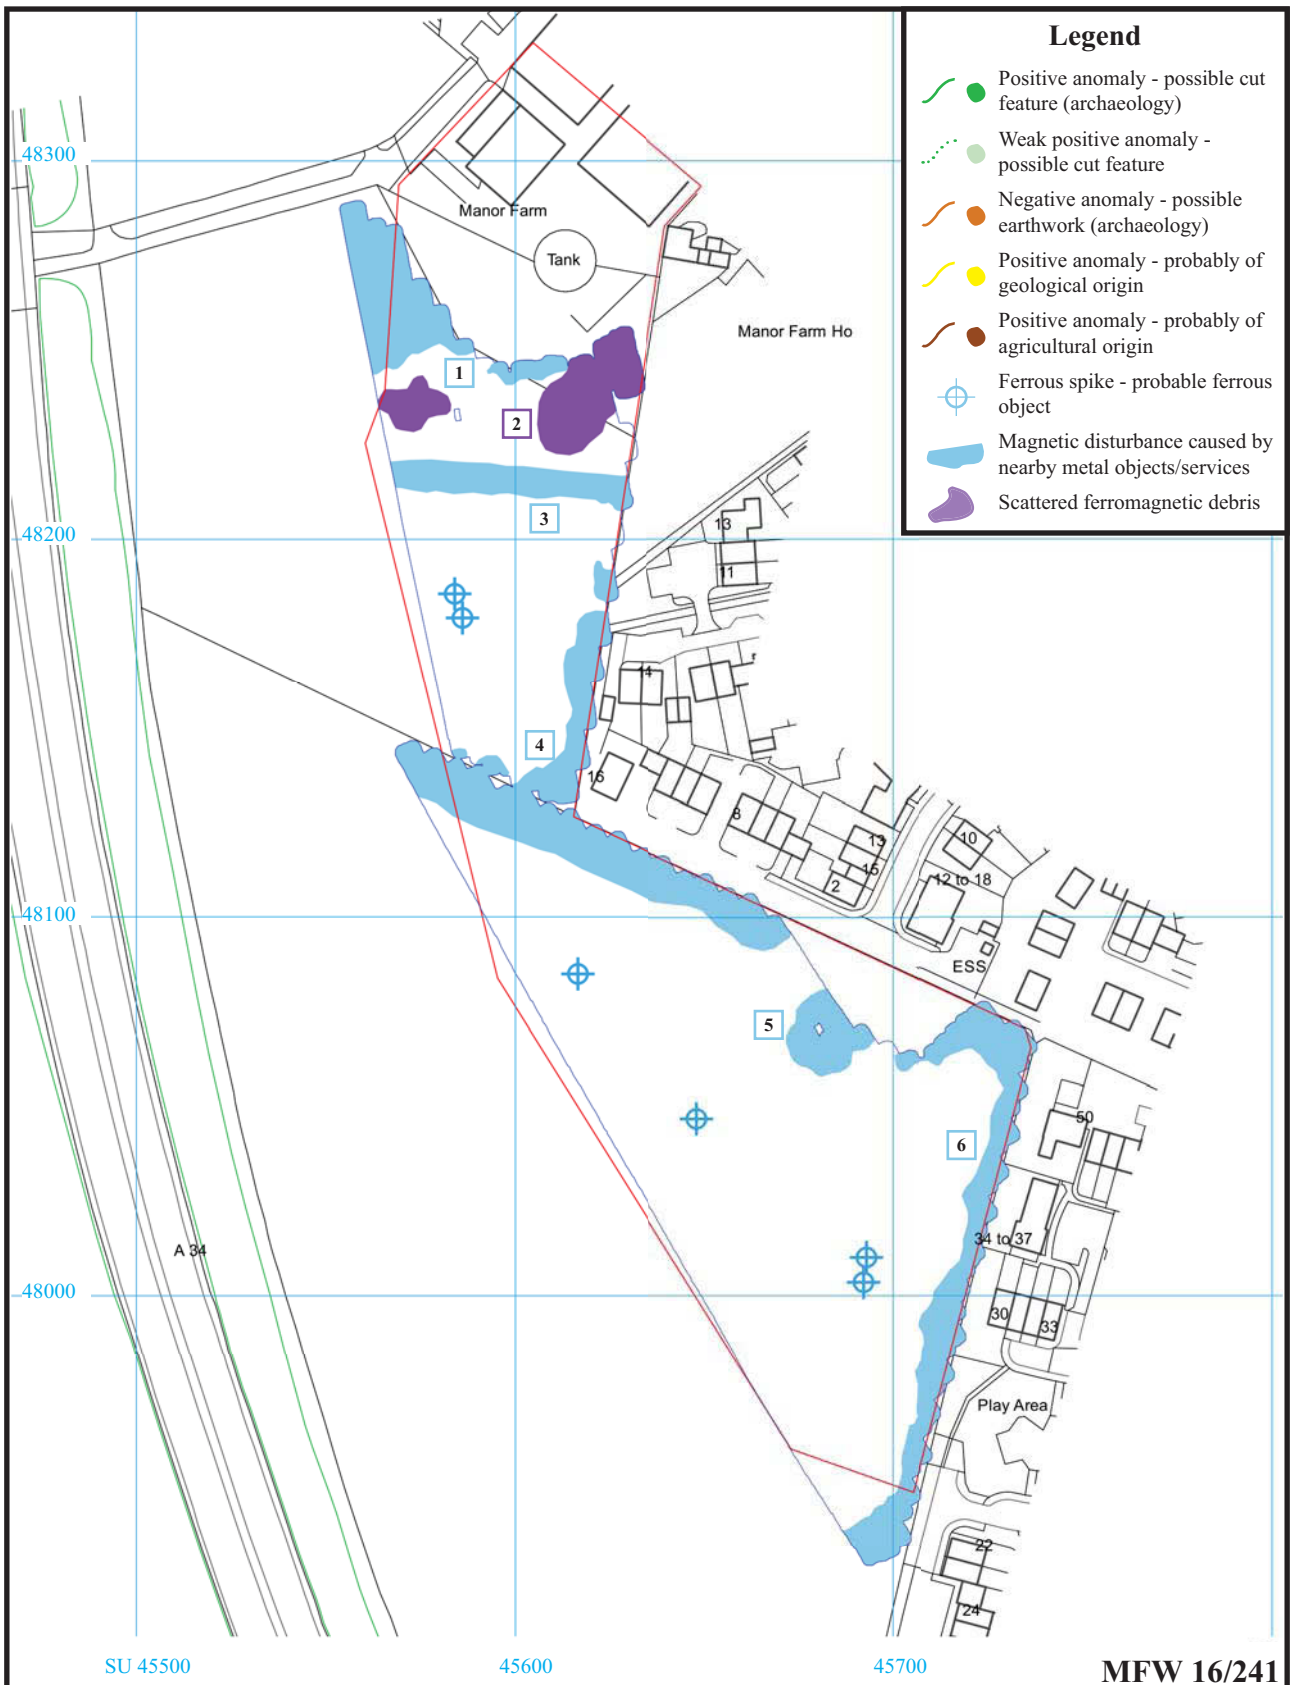 Legend
Positive anomaly - possible cut
feature (archaeology)
Weak positive anomaly -
possible cut feature
Negative anomaly - possible
earthwork (archaeology)
Positive anomaly - probably of
geological origin
Positive anomaly - probably of
agricultural origin
Ferrous spike - probable ferrous
object
Magnetic disturbance caused by
nearby metal objects/services
Scattered ferromagnetic debris
48300
Manor Farm
Tank
Manor Farm Ho
1
2
3
48200
13
11
14
4
16
8
13
15
2
10
12 to 18
48100
ESS
5
50
6
A 34
34 to 37
48000
30
33
Play Area
22
24
SU 45500
45600
45700
MFW 16/241